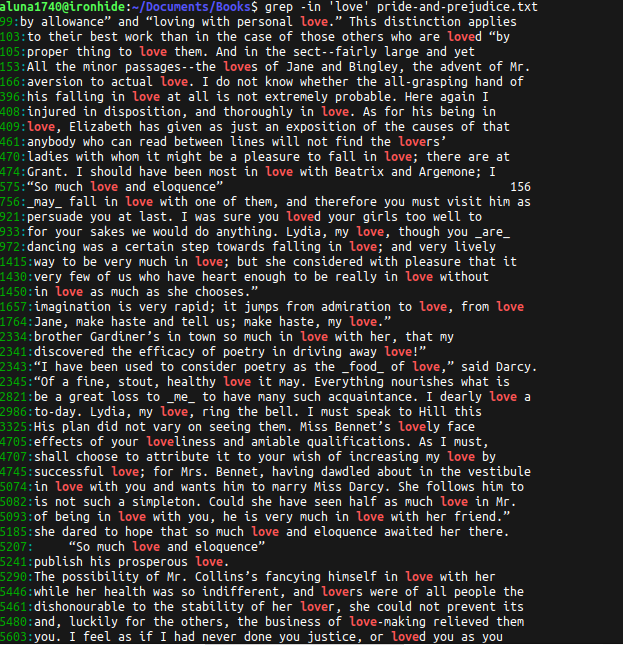 aluna1740@ironhide:~/Documents/Books$ grep -in 'love' pride-and-prejudice.txt
99:by allowance” and “loving with personal love.” This distinction applies
103:to their best work than in the case of those others who are loved “by
105:proper thing to love them. And in the sect--fairly large and yet
153:All the minor passages--the loves of Jane and Bingley, the advent of Mr.
166:aversion to actual love. I do not know whether the all-grasping hand of
396:his falling in love at all is not extremely probable. Here again I
408:injured in disposition, and thoroughly in love. As for his being in
409:love, Elizabeth has given as just an exposition of the causes of that
461:anybody who can read between lines will not find the lovers’
470:ladies with whom it might be a pleasure to fall in love; there are at
474:Grant. I should have been most in love with Beatrix and Argemone; I
575:“So much love and eloquence” 156
756:_may_ fall in love with one of them, and therefore you must visit him as
921:persuade you at last. I was sure you loved your girls too well to
933:for your sakes we would do anything. Lydia, my love, though you _are_
972:dancing was a certain step towards falling in love; and very lively
1415:way to be very much in love; but she considered with pleasure that it
1430:very few of us who have heart enough to be really in love without
1450:in love as much as she chooses.”
1657:imagination is very rapid; it jumps from admiration to love, from love
1764:Jane, make haste and tell us; make haste, my love.”
2334:brother Gardiner’s in town so much in love with her, that my
2341:discovered the efficacy of poetry in driving away love!”
2343:“I have been used to consider poetry as the _food_ of love,” said Darcy.
2345:“Of a fine, stout, healthy love it may. Everything nourishes what is
2821:be a great loss to _me_ to have many such acquaintance. I dearly love a
2986:to-day. Lydia, my love, ring the bell. I must speak to Hill this
3325:His plan did not vary on seeing them. Miss Bennet’s lovely face
4705:effects of your loveliness and amiable qualifications. As I must,
4707:shall choose to attribute it to your wish of increasing my love by
4745:successful love; for Mrs. Bennet, having dawdled about in the vestibule
5074:in love with you and wants him to marry Miss Darcy. She follows him to
5082:is not such a simpleton. Could she have seen half as much love in Mr.
5093:of being in love with you, he is very much in love with her friend.”
5185:she dared to hope that so much love and eloquence awaited her there.
5207: “So much love and eloquence”
5241:publish his prosperous love.
5290:The possibility of Mr. Collins’s fancying himself in love with her
5446:while her health was so indifferent, and lovers were of all people the
5461:dishonourable to the stability of her lover, she could not prevent its
5480:and, luckily for the others, the business of love-making relieved them
5603:you. I feel as if I had never done you justice, or loved you as you